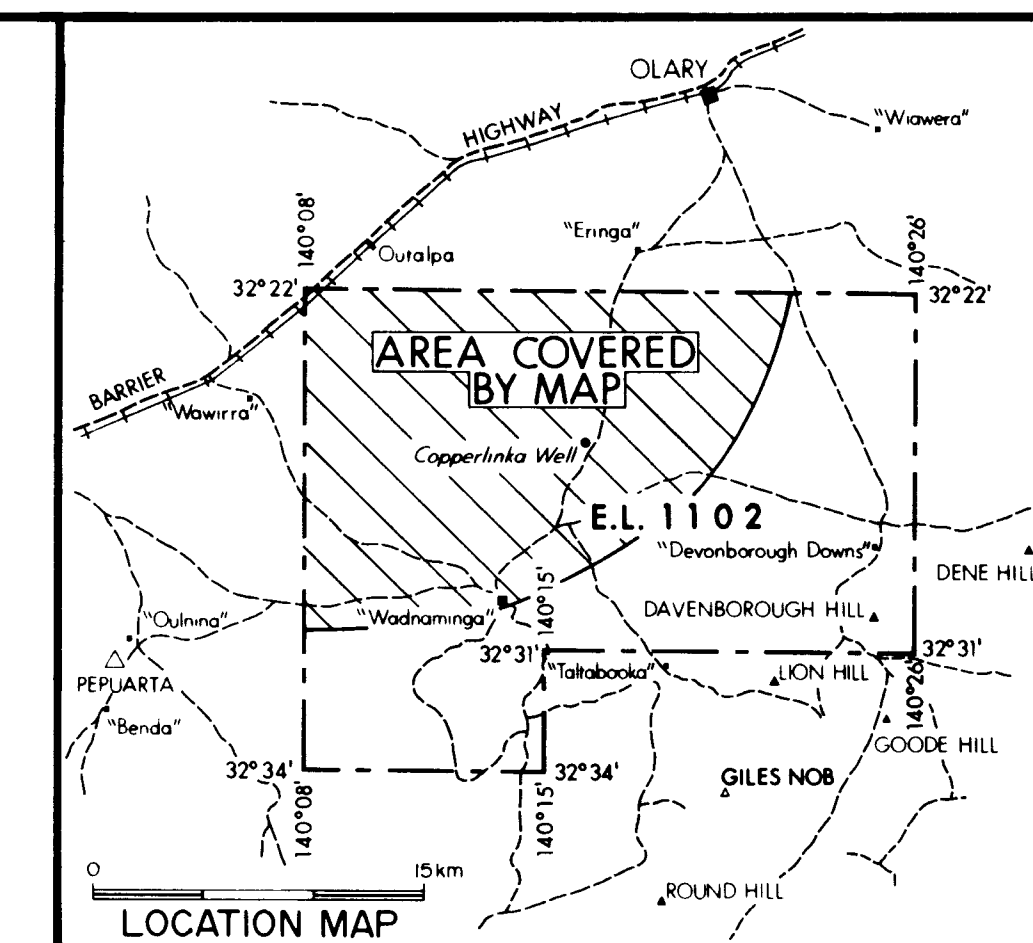 OLARY
"Wiawera"
HIGHWAY
140°08'
"Eringa"
140°26'
Outalpa
32°22'
32°22'
AREA COVERED
BY MAP
BARRIER
"Wawirra"
Copperlinka Well
E.L. 1102
"Devonborough Downs"
DENE HILL
140°15'
"Wadnaminga"
DAVENBOROUGH HILL
"Oulnina"
32°31'
32°31'
"Taltabooka"
PEPUARTA
LION HILL
140°26'
"Benda"
GOODE HILL
32°34'
32°34'
GILES NOB
140°08'
140°15'
0 15km
ROUND HILL
LOCATION MAP